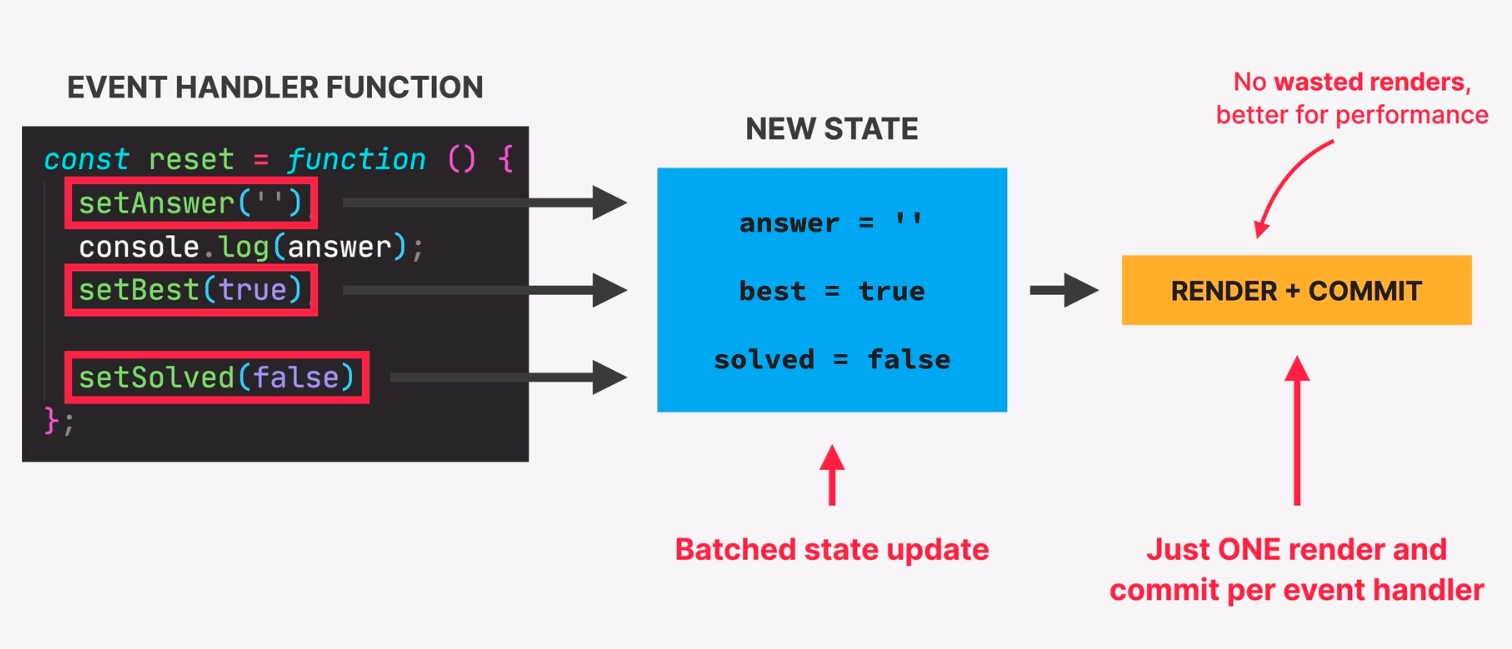 EVENT HANDLER FUNCTION
const reset = function () {
setAnswer('')
console.log(answer);
setBest(true)
setSolved(false)
};
NEW STATE
answer = ''
best = true
solved = false
Batched state update
No wasted renders,
better for performance
RENDER + COMMIT
Just ONE render and
commit per event handler